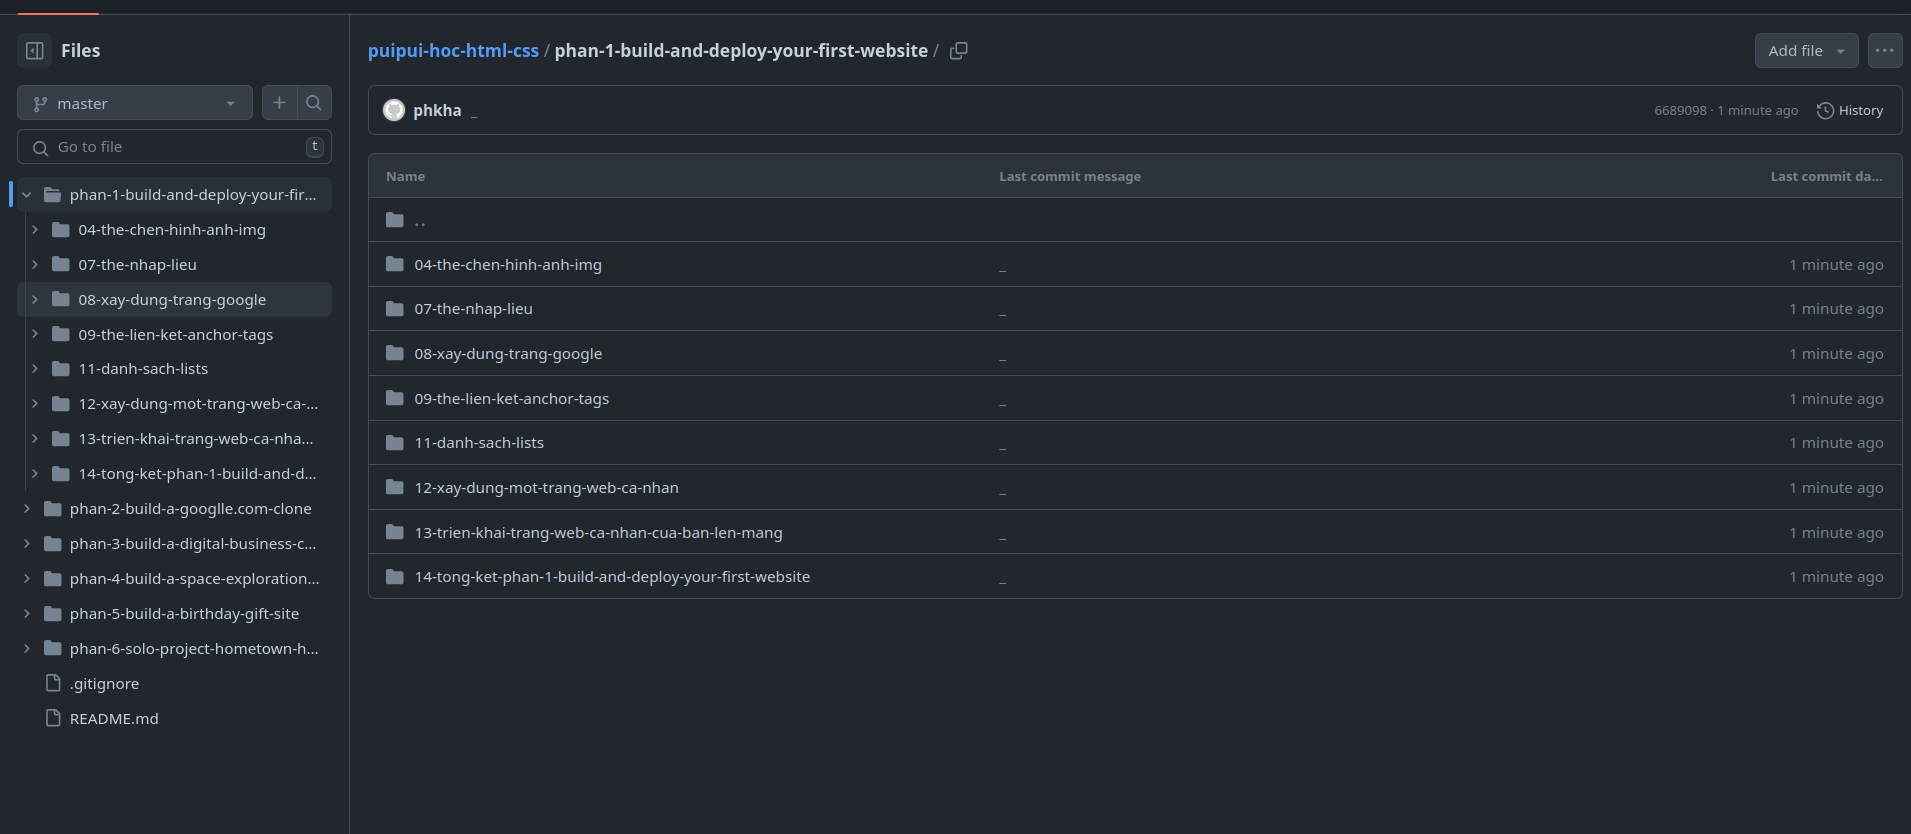 Files
master
Go to file
t
phan-1-build-and-deploy-your-fir...
04-the-chen-hinh-anh-img
07-the-nhap-lieu
08-xay-dung-trang-google
09-the-lien-ket-anchor-tags
11-danh-sach-lists
12-xay-dung-mot-trang-web-ca-...
13-trien-khai-trang-web-ca-nha...
14-tong-ket-phan-1-build-and-d...
phan-2-build-a-googlle.com-clone
phan-3-build-a-digital-business-c...
phan-4-build-a-space-exploration...
phan-5-build-a-birthday-gift-site
phan-6-solo-project-hometown-h...
.gitignore
README.md
puipui-hoc-html-css / phan-1-build-and-deploy-your-first-website /
Add file
phkha _ 6689098 · 1 minute ago History
Name Last commit message Last commit da...
..
04-the-chen-hinh-anh-img _ 1 minute ago
07-the-nhap-lieu _ 1 minute ago
08-xay-dung-trang-google _ 1 minute ago
09-the-lien-ket-anchor-tags _ 1 minute ago
11-danh-sach-lists _ 1 minute ago
12-xay-dung-mot-trang-web-ca-nhan _ 1 minute ago
13-trien-khai-trang-web-ca-nhan-cua-ban-len-mang _ 1 minute ago
14-tong-ket-phan-1-build-and-deploy-your-first-website _ 1 minute ago